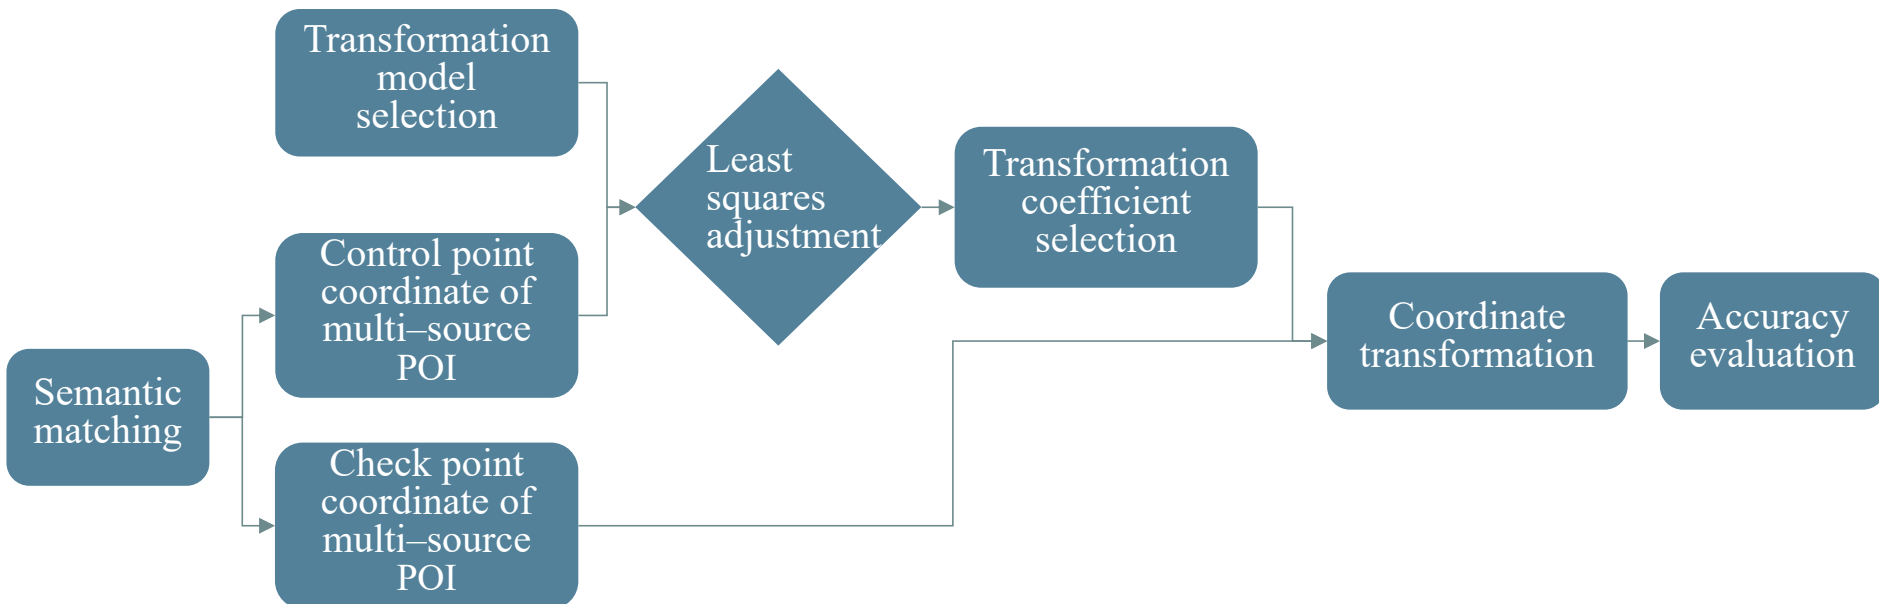 Transformation
model
selection
Least
squares
adjustment
Transformation
coefficient
selection
Control point
coordinate of
multi–source
POI
Coordinate
transformation
Accuracy
evaluation
Semantic
matching
Check point
coordinate of
multi–source
POI